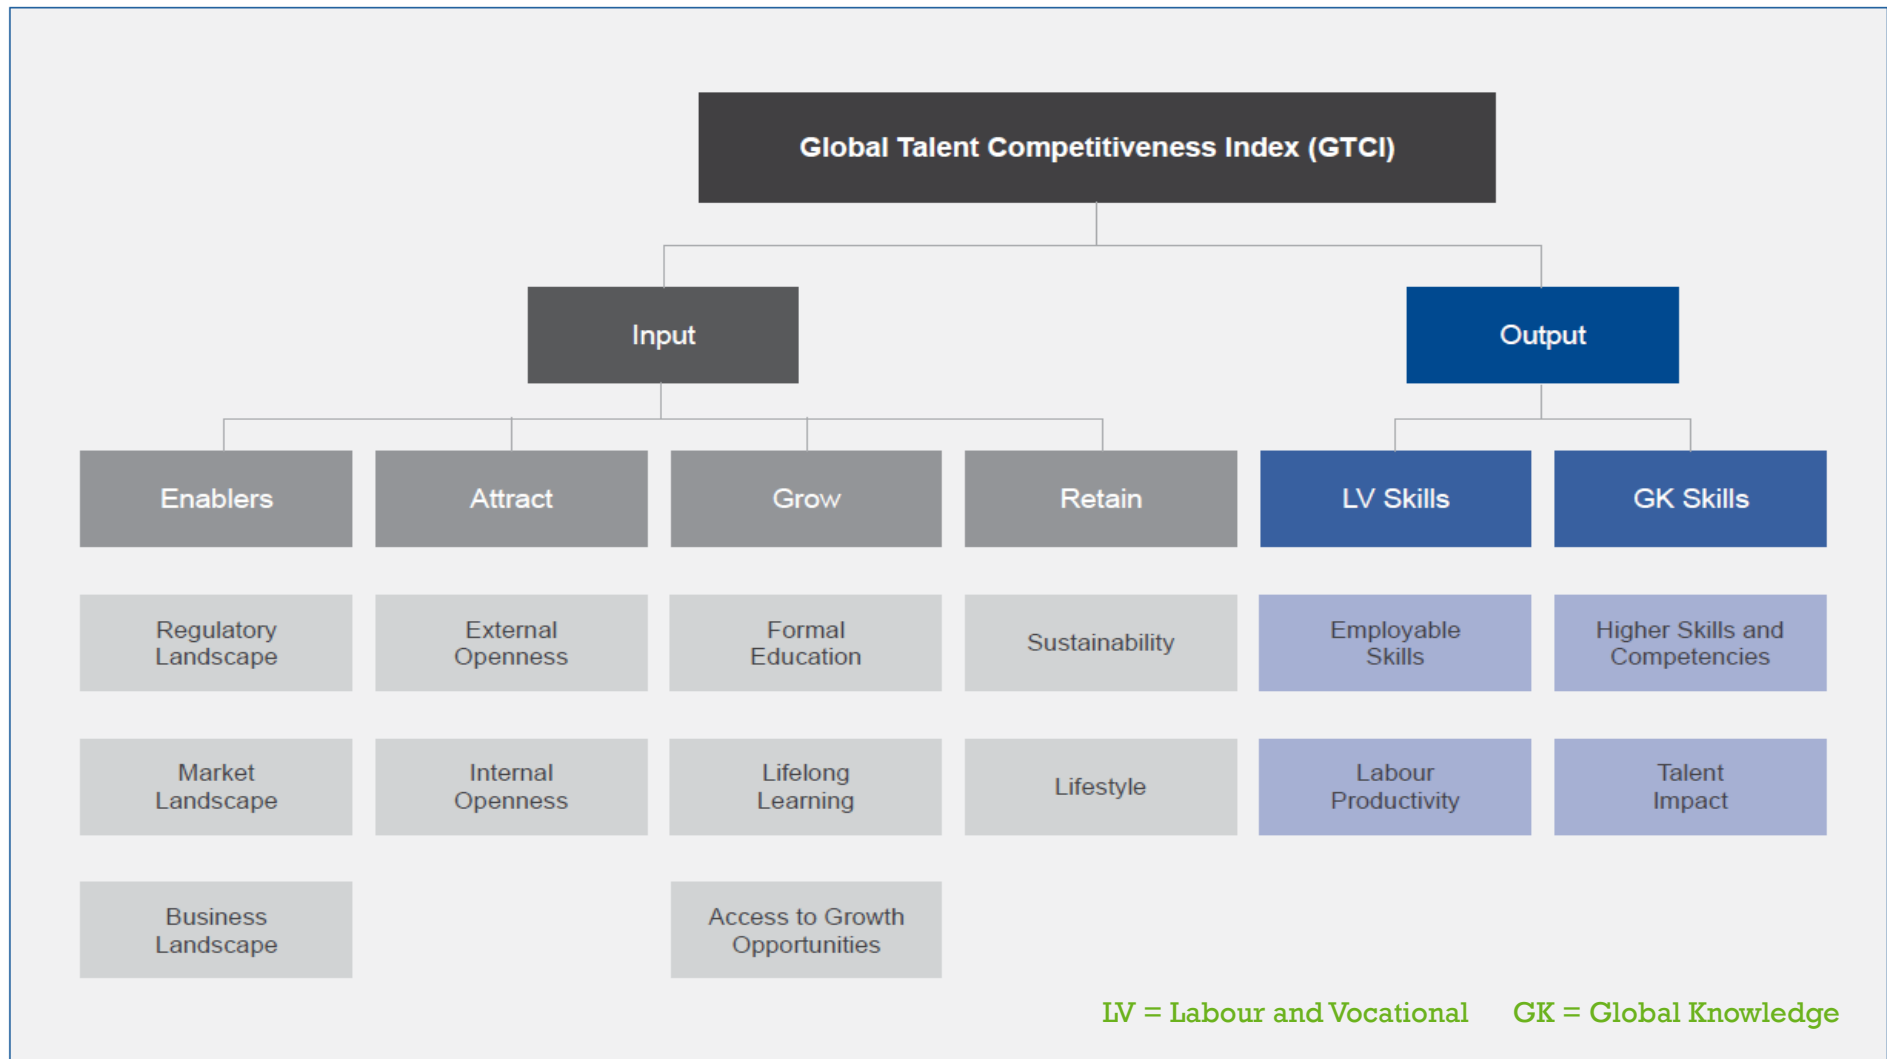 Global Talent Competitiveness Index (GTCI)
Input
Output
Enablers
Attract
Grow
Retain
LV Skills
GK Skills
Regulatory
Landscape
External
Openness
Formal
Education
Sustainability
Employable
Skills
Higher Skills and
Competencies
Market
Landscape
Internal
Openness
Lifelong
Learning
Lifestyle
Labour
Productivity
Talent
Impact
Business
Landscape
Access to Growth
Opportunities
LV = Labour and Vocational
GK = Global Knowledge